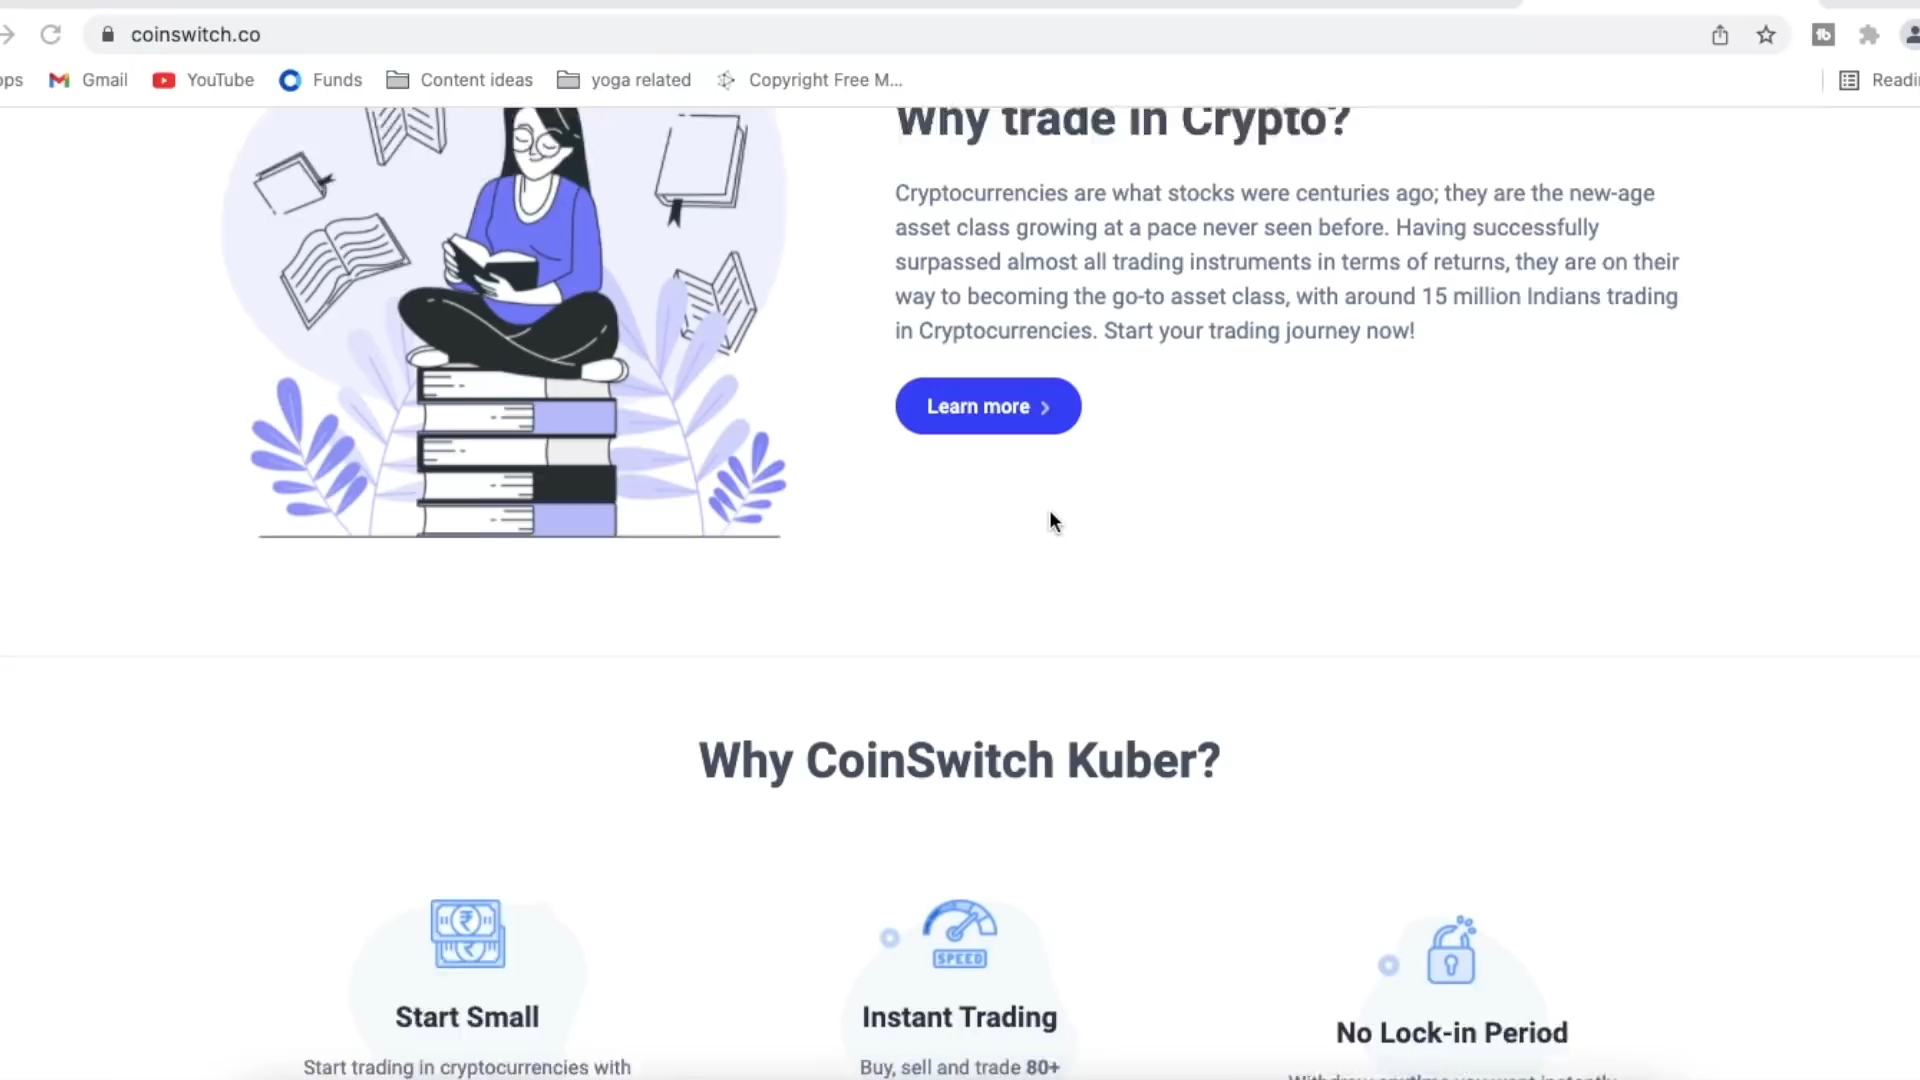 coinswitch.co
Gmail YouTube Funds Content ideas yoga related Copyright Free M...
Why trade in Crypto?
Cryptocurrencies are what stocks were centuries ago; they are the new-age
asset class growing at a pace never seen before. Having successfully
surpassed almost all trading instruments in terms of returns, they are on their
way to becoming the go-to asset class, with around 15 million Indians trading
in Cryptocurrencies. Start your trading journey now!
Learn more
Why CoinSwitch Kuber?
SPEED
Start Small
Instant Trading
No Lock-in Period
Start trading in cryptocurrencies with
Buy, sell and trade 80+